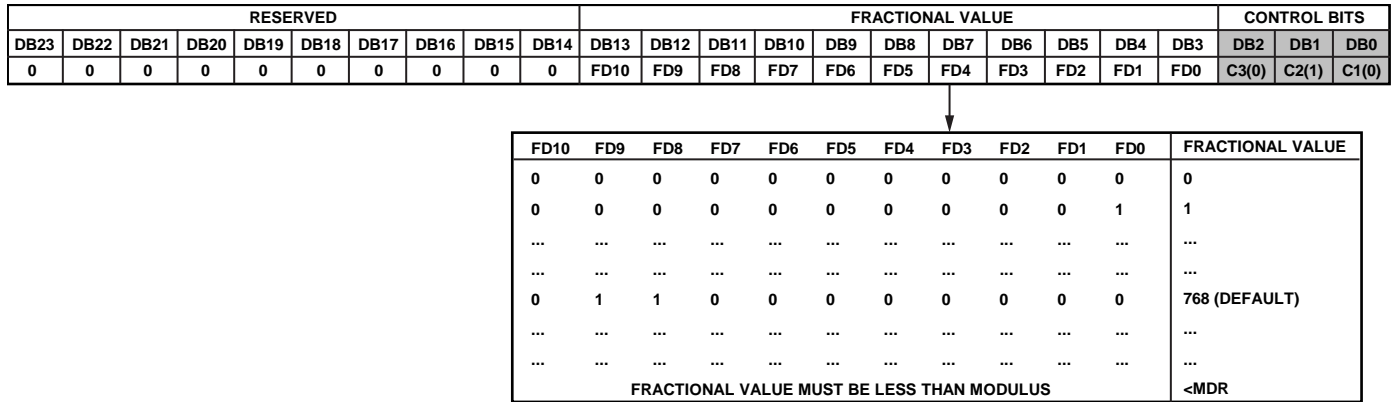 RESERVED FRACTIONAL VALUE CONTROL BITS
DB23 DB22 DB21 DB20 DB19 DB18 DB17 DB16 DB15 DB14 DB13 DB12 DB11 DB10 DB9 DB8 DB7 DB6 DB5 DB4 DB3 DB2 DB1 DB0
0 0 0 0 0 0 0 0 0 0 FD10 FD9 FD8 FD7 FD6 FD5 FD4 FD3 FD2 FD1 FD0 C3(0) C2(1) C1(0)
FD10 FD9 FD8 FD7 FD6 FD5 FD4 FD3 FD2 FD1 FD0 FRACTIONAL VALUE
0 0 0 0 0 0 0 0 0 0 0 0
0 0 0 0 0 0 0 0 0 0 1 1
... ... ... ... ... ... ... ... ... ... ... ...
... ... ... ... ... ... ... ... ... ... ... ...
0 1 1 0 0 0 0 0 0 0 0 768 (DEFAULT)
... ... ... ... ... ... ... ... ... ... ... ...
... ... ... ... ... ... ... ... ... ... ... ...
FRACTIONAL VALUE MUST BE LESS THAN MODULUS <MDR